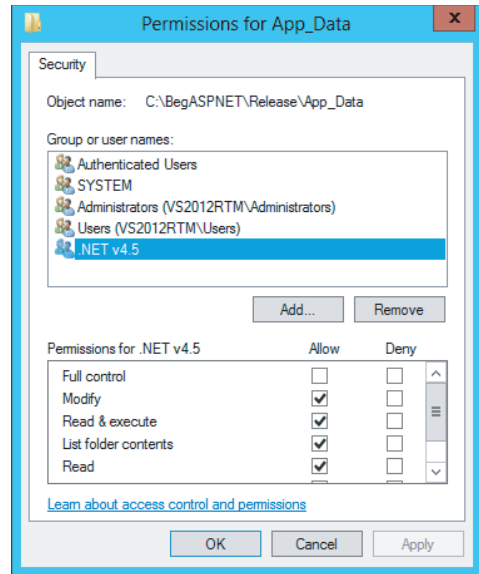 Permissions for App_Data
x
Security
Object name: C:\BegASPNET\Release\App_Data
Group or user names:
Authenticated Users
SYSTEM
Administrators (VS2012RTM\Administrators)
Users (VS2012RTM\Users)
.NET v4.5
Add... Remove
Permissions for .NET v4.5 Allow Deny
Full control
Modify
Read & execute
List folder contents
Read
Learn about access control and permissions
OK Cancel Apply